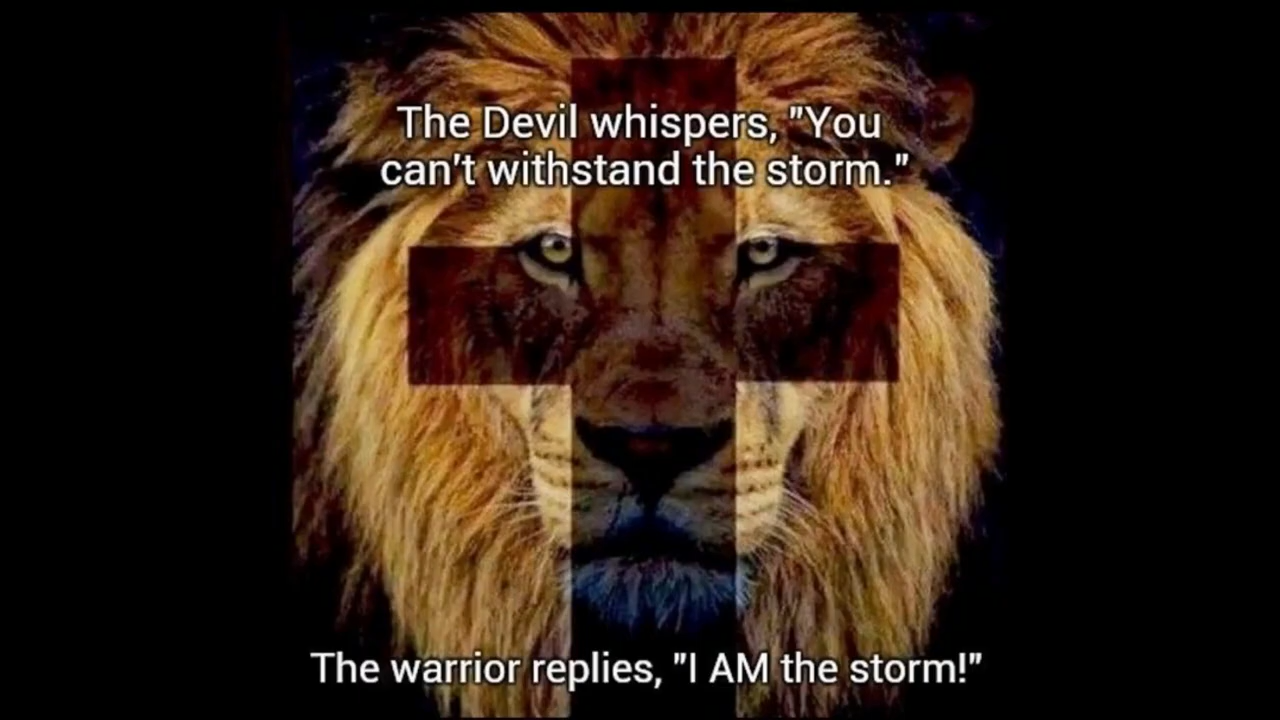 The Devil whispers, "You
can't withstand the storm."
The warrior replies, "I AM the storm!"